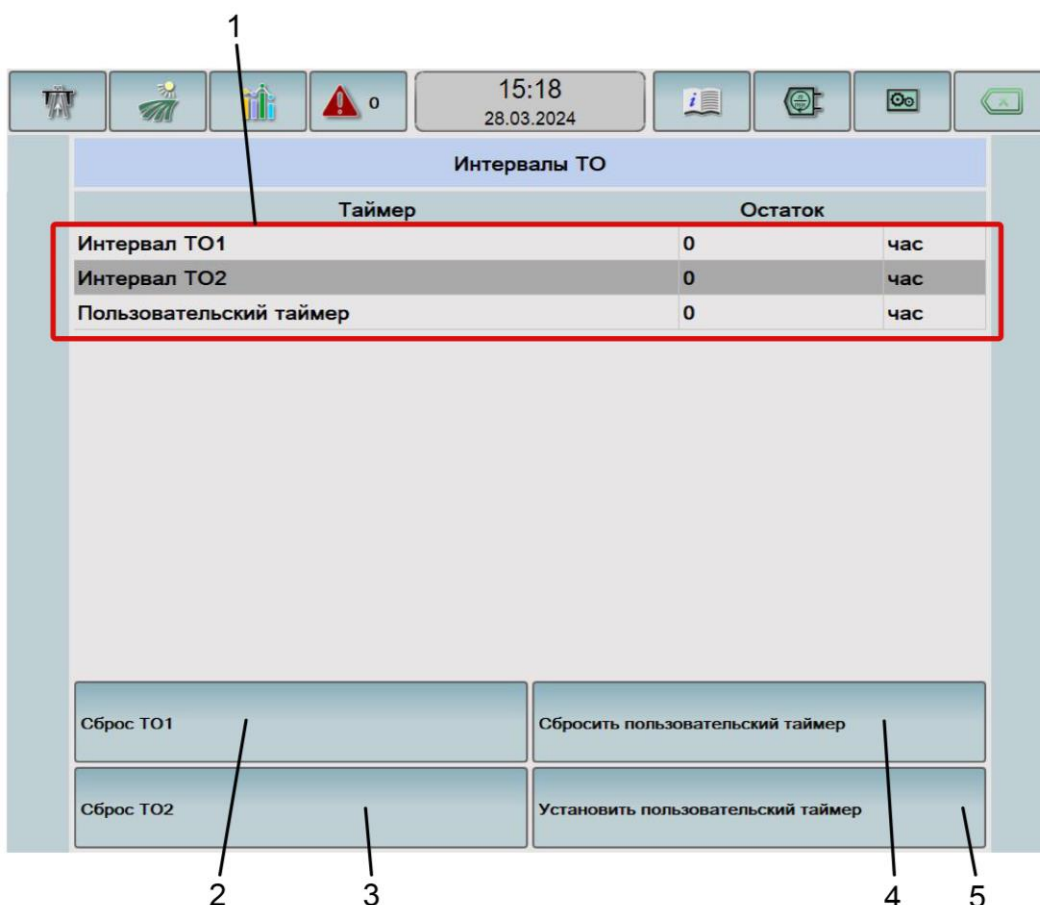 1
0
15:18
28.03.2024
i
Интервалы ТО
Таймер Остаток
Интервал ТО1 0 час
Интервал ТО2 0 час
Пользовательский таймер 0 час
Сброс ТО1 Сбросить пользовательский таймер
Сброс ТО2 Установить пользовательский таймер
2 3 4 5